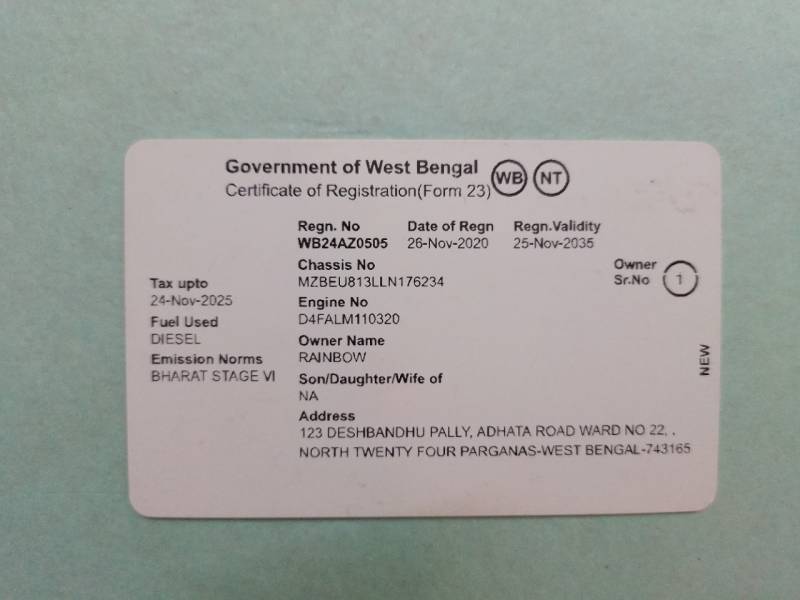 Government of West Bengal
Certificate of Registration(Form 23)
WB NT
Regn. No Date of Regn Regn.Validity
WB24AZ0505 26-Nov-2020 25-Nov-2035
Chassis No
MZBEU813LLN176234
Owner
Sr.No 1
Tax upto
24-Nov-2025
Engine No
D4FALM110320
Fuel Used
DIESEL
Owner Name
RAINBOW
Emission Norms
BHARAT STAGE VI
Son/Daughter/Wife of
NA
NEW
Address
123 DESHBANDHU PALLY, ADHATA ROAD WARD NO 22, .
NORTH TWENTY FOUR PARGANAS-WEST BENGAL-743165